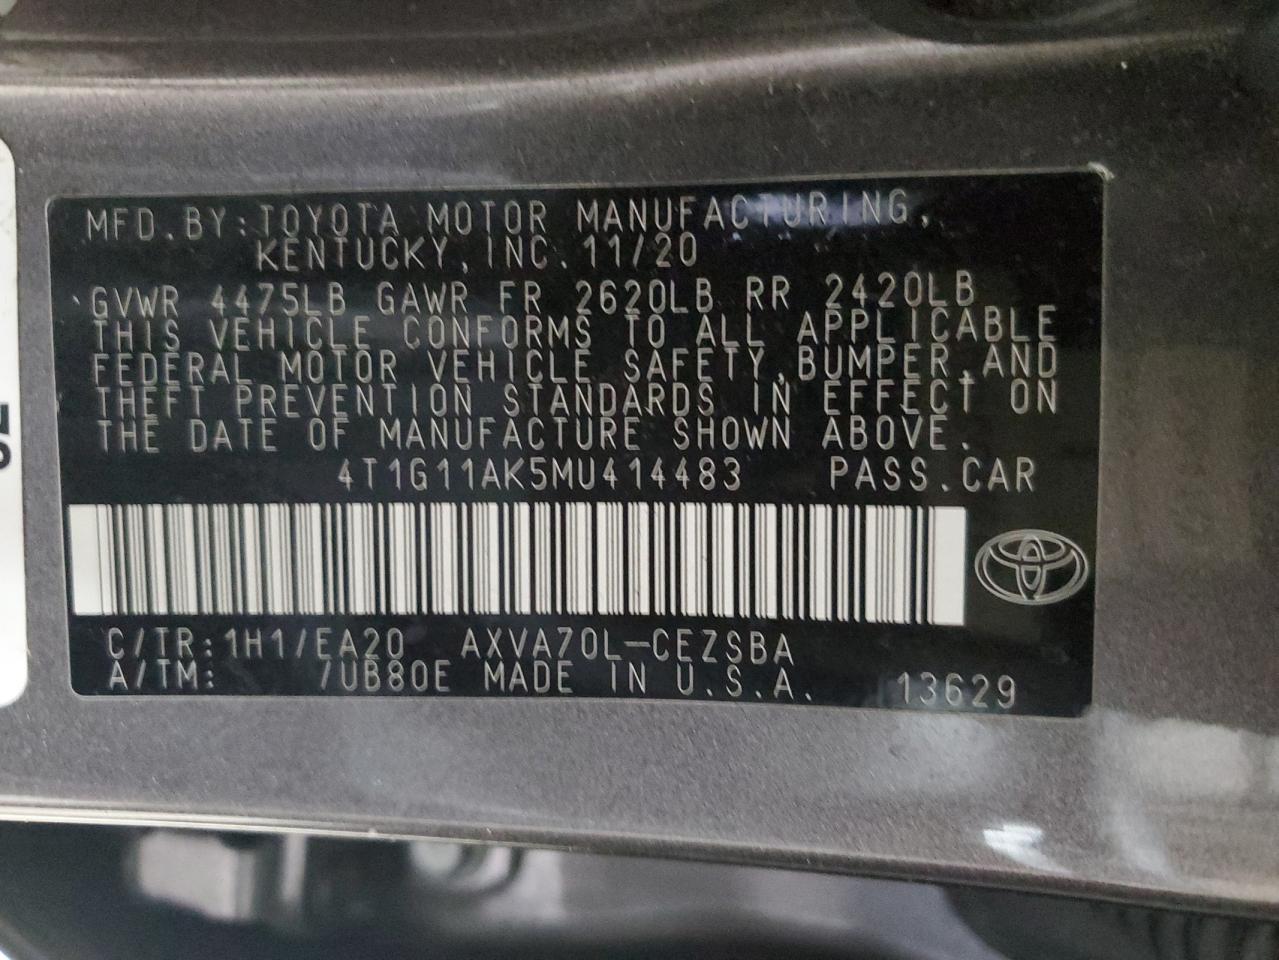 MFD. BY: TOYOTA MOTOR MANUFACTURING,
KENTUCKY, INC. 11/20
GVWR 4475LB GAWR FR 2620LB RR 2420LB
THIS VEHICLE CONFORMS TO ALL APPLICABLE
FEDERAL MOTOR VEHICLE SAFETY, BUMPER, AND
THEFT PREVENTION STANDARDS IN EFFECT ON
THE DATE OF MANUFACTURE SHOWN ABOVE.
4T1G11AK5MU414483 PASS. CAR
C/TR: 1H1/EA20 AXVA70L-CEZSBA
A/TM: /UB80E MADE IN U.S.A. 13629